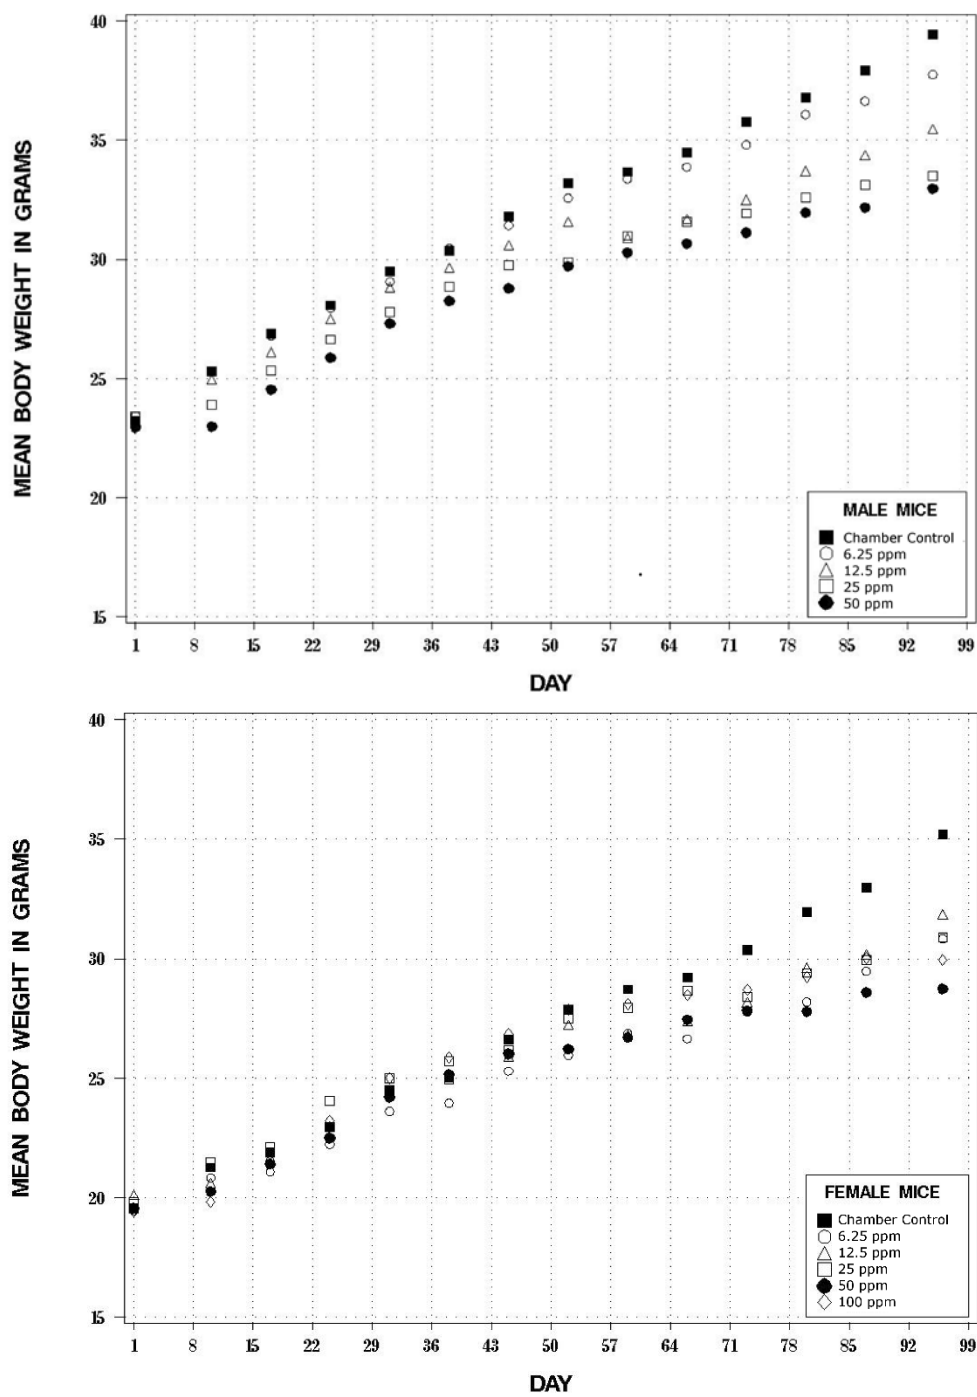 40
35
30
25
20
15
MEAN BODY WEIGHT IN GRAMS
MALE MICE
Chamber Control
6.25 ppm
12.5 ppm
25 ppm
50 ppm
1 8 15 22 29 36 43 50 57 64 71 78 85 92 99
DAY
40
35
30
25
20
15
MEAN BODY WEIGHT IN GRAMS
FEMALE MICE
Chamber Control
6.25 ppm
12.5 ppm
25 ppm
50 ppm
100 ppm
1 8 15 22 29 36 43 50 57 64 71 78 85 92 99
DAY